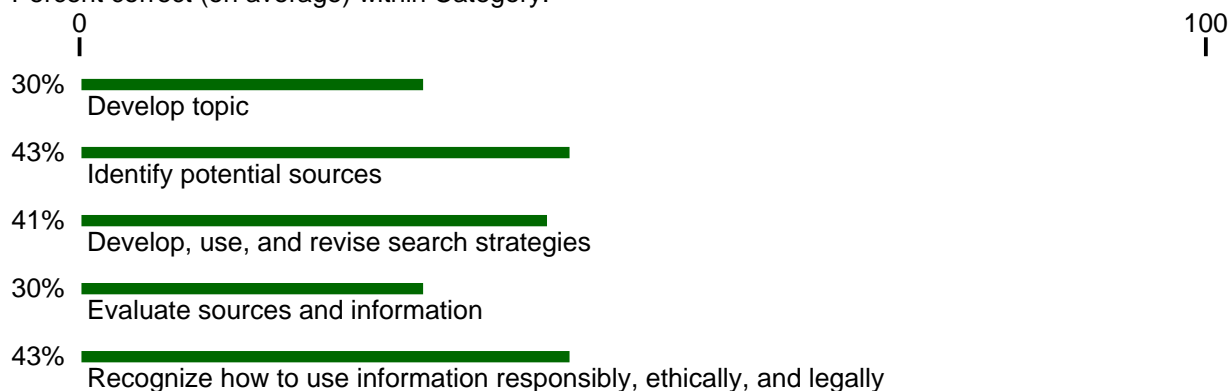 Percent correct (on average) within Category:
0 100
30%
Develop topic
43%
Identify potential sources
41%
Develop, use, and revise search strategies
30%
Evaluate sources and information
43%
Recognize how to use information responsibly, ethically, and legally